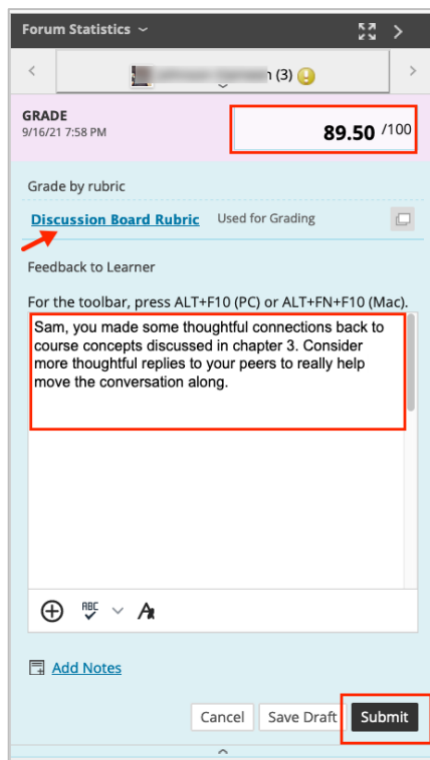 Forum Statistics
(3)
GRADE
9/16/21 7:58 PM
89.50 /100
Grade by rubric
Discussion Board Rubric Used for Grading
Feedback to Learner
For the toolbar, press ALT+F10 (PC) or ALT+FN+F10 (Mac).
Sam, you made some thoughtful connections back to
course concepts discussed in chapter 3. Consider
more thoughtful replies to your peers to really help
move the conversation along.
ABC
Add Notes
Cancel Save Draft Submit